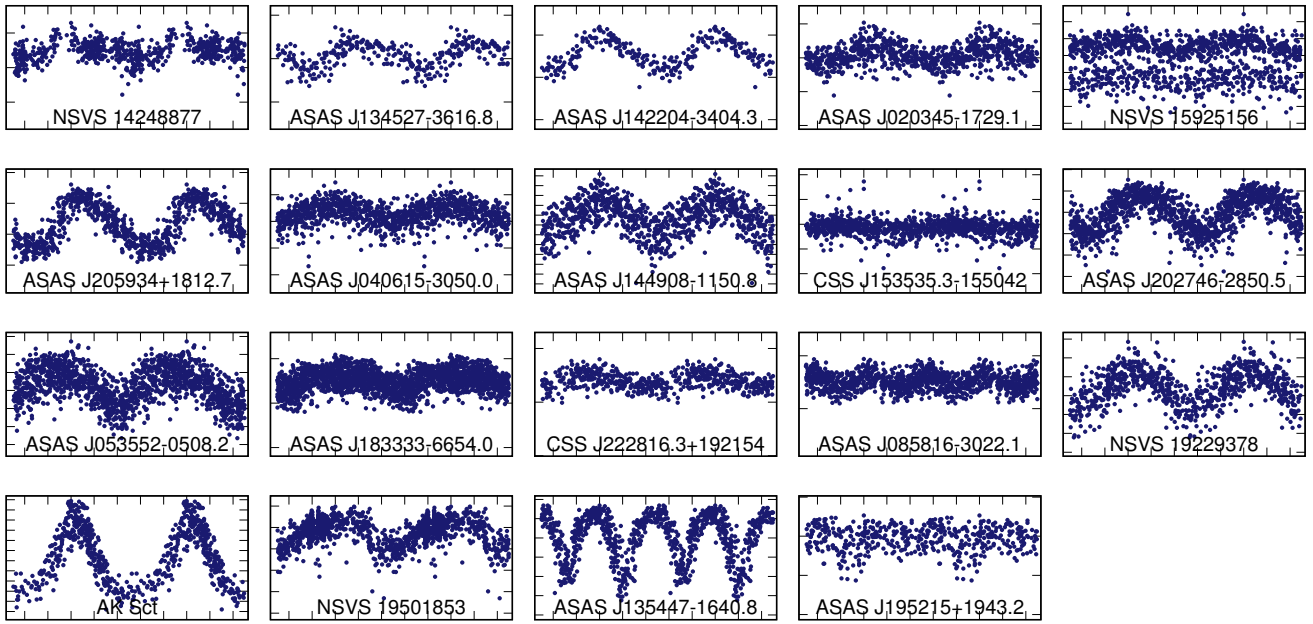 NSVS 14248877
ASAS J134527-3616.8
ASAS J142204-3404.3
ASAS J020345-1729.1
NSVS 15925156
ASAS J205934+1812.7
ASAS J040615-3050.0
ASAS J144908-1150.8
CSS J153535.3-155042
ASAS J202746-2850.5
ASAS J053552-0508.2
ASAS J183333-6654.0
CSS J222816.3+192154
ASAS J085816-3022.1
NSVS 19229378
AK Sct
NSVS 19501853
ASAS J135447-1640.8
ASAS J195215+1943.2